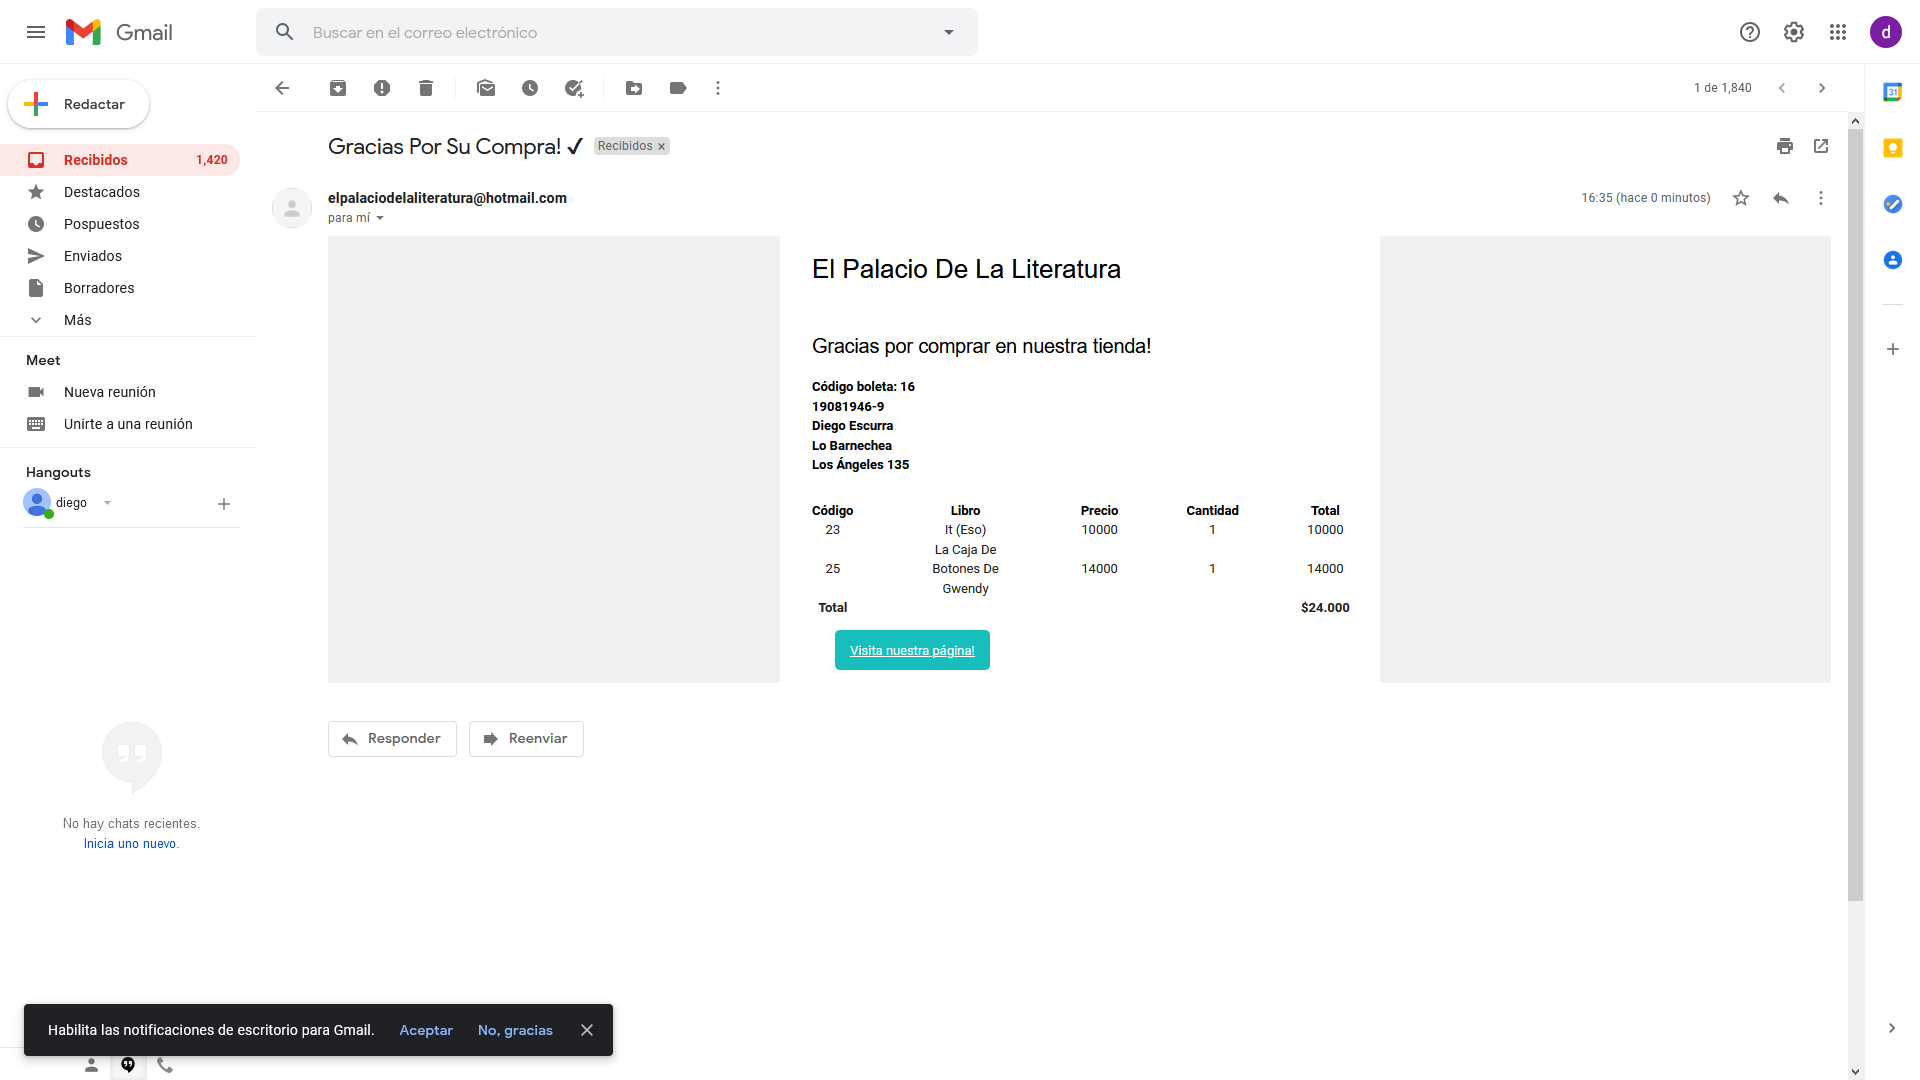 Gmail
Buscar en el correo electrónico
d
Redactar
1 de 1,840
31
Recibidos 1,420
Destacados
Pospuestos
Enviados
Borradores
Más
Meet
Nueva reunión
Unirte a una reunión
Hangouts
diego
No hay chats recientes.
Inicia uno nuevo.
Gracias Por Su Compra! ✓ Recibidos ×
elpalaciodelaliteratura@hotmail.com
16:35 (hace 0 minutos)
para mí
El Palacio De La Literatura
Gracias por comprar en nuestra tienda!
Código boleta: 16
19081946-9
Diego Escurra
Lo Barnechea
Los Ángeles 135
Código Libro Precio Cantidad Total
23 It (Eso) 10000 1 10000
La Caja De
25 Botones De 14000 1 14000
Gwendy
Total $24.000
Visita nuestra página!
Responder Reenviar
Habilita las notificaciones de escritorio para Gmail. Aceptar No, gracias